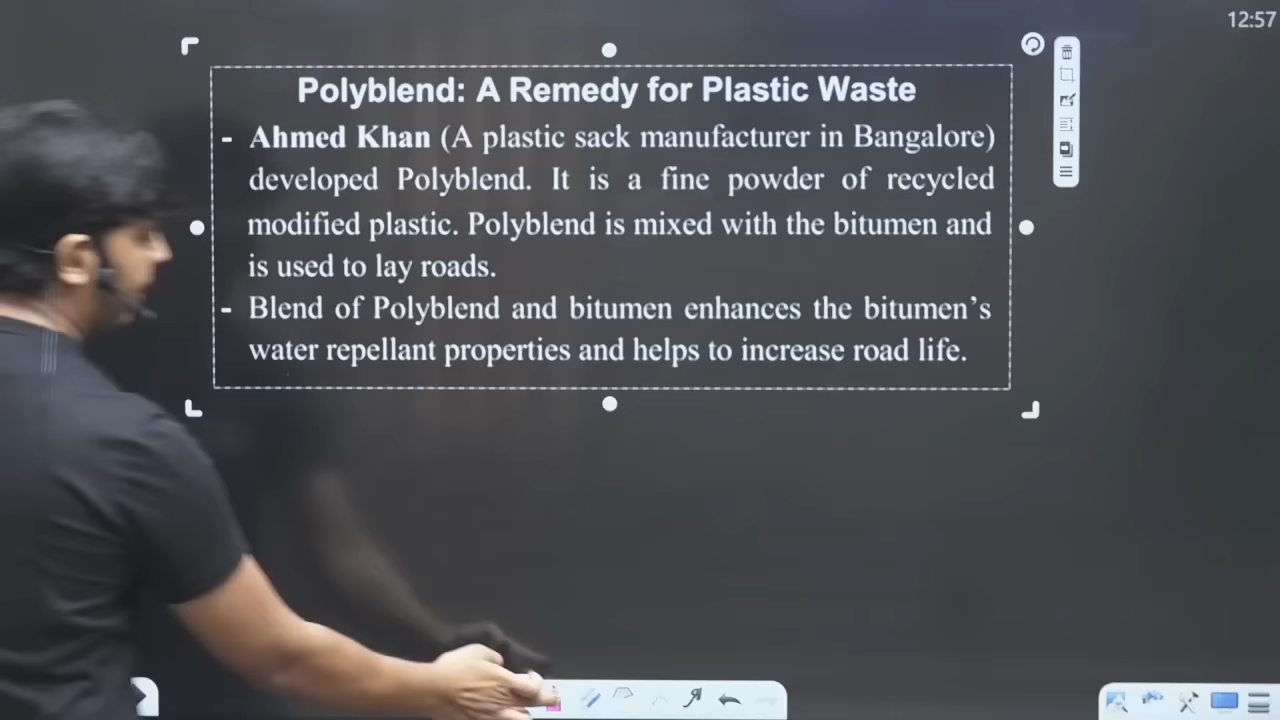 12:57
Polyblend: A Remedy for Plastic Waste
- Ahmed Khan (A plastic sack manufacturer in Bangalore)
developed Polyblend. It is a fine powder of recycled
modified plastic. Polyblend is mixed with the bitumen and
is used to lay roads.
- Blend of Polyblend and bitumen enhances the bitumen's
water repellant properties and helps to increase road life.